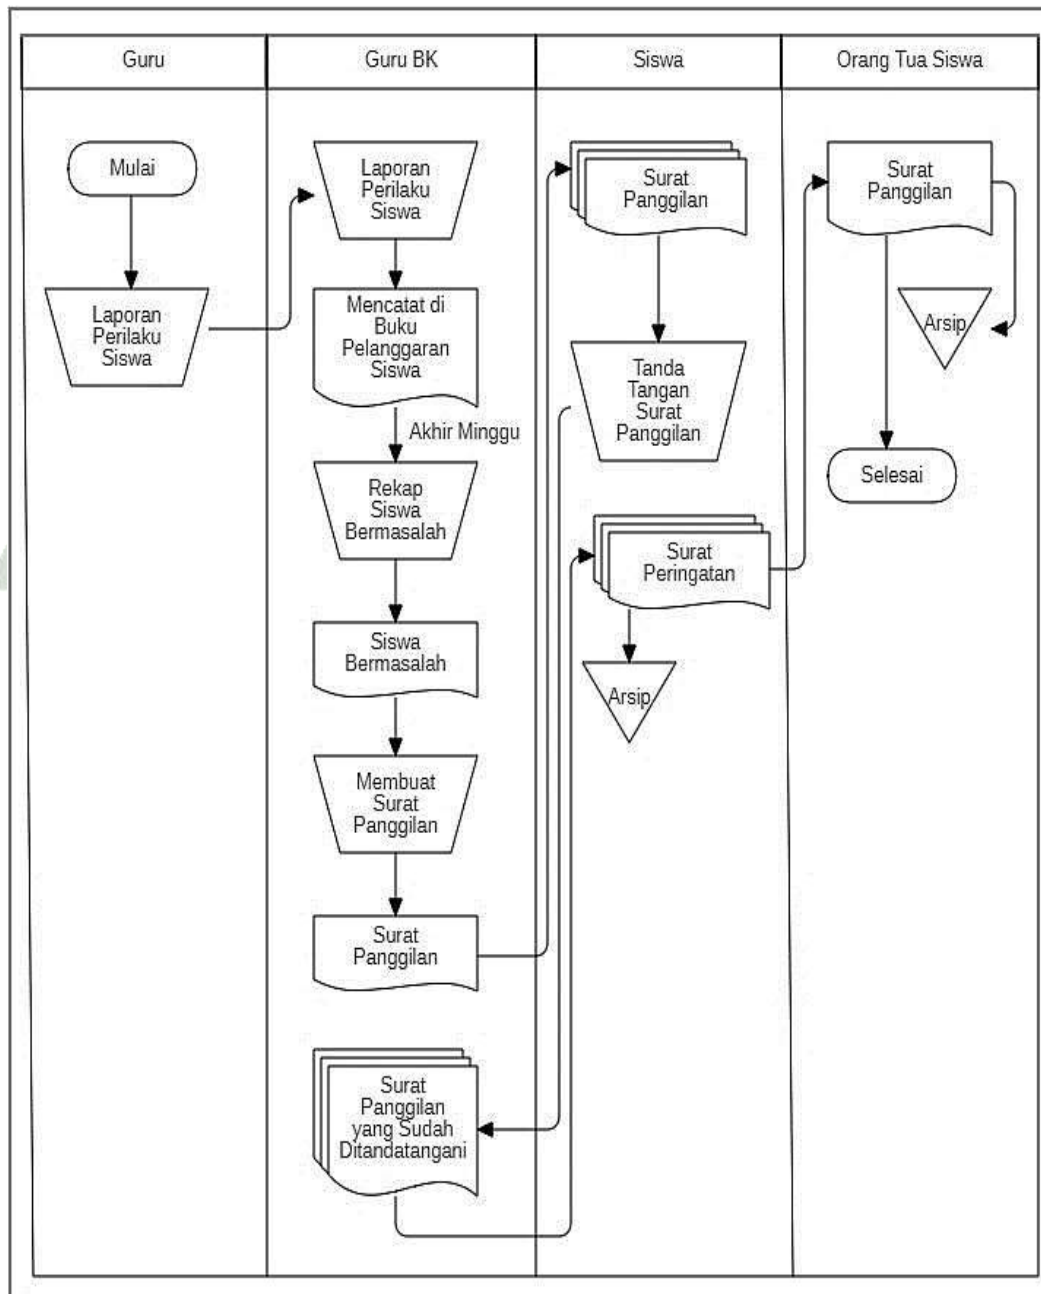 Guru
Guru BK
Siswa
Orang Tua Siswa
Mulai
Laporan
Perilaku
Siswa
Laporan
Perilaku
Siswa
Mencatat di
Buku
Pelanggaran
Siswa
Akhir Minggu
Rekap
Siswa
Bermasalah
Siswa
Bermasalah
Membuat
Surat
Panggilan
Surat
Panggilan
Surat
Panggilan
yang Sudah
Ditandatangani
Surat
Panggilan
Tanda
Tangan
Surat
Panggilan
Surat
Peringatan
Arsip
Surat
Panggilan
Arsip
Selesai